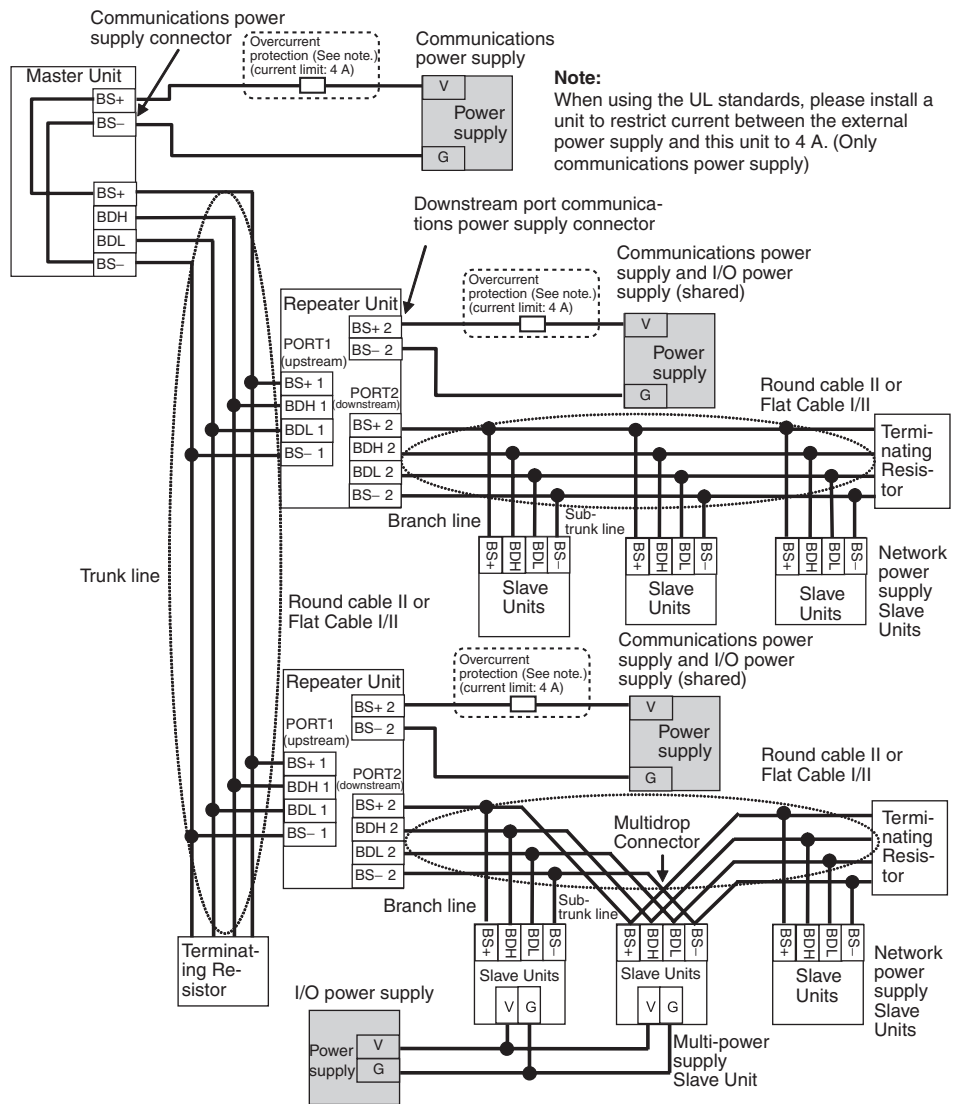 Communications power
supply connector
Overcurrent
protection (See note.)
(current limit: 4 A)
Communications
power supply
Master Unit
BS+
BS–
V
Power
supply
G
Note:
When using the UL standards, please install a
unit to restrict current between the external
power supply and this unit to 4 A. (Only
communications power supply)
BS+
BDH
BDL
BS–
Downstream port communica-
tions power supply connector
Communications power
supply and I/O power
supply (shared)
Overcurrent
protection (See note.)
(current limit: 4 A)
Repeater Unit
BS+ 2
BS– 2
V
Power
supply
G
PORT1
(upstream)
BS+ 1
BDH 1
BDL 1
BS– 1
PORT2
(downstream)
BS+ 2
BDH 2
BDL 2
BS– 2
Round cable II or
Flat Cable I/II
Termi-
nating
Resis-
tor
Branch line
Sub-
trunk line
BS+
BDH
BDL
BS–
Slave
Units
BS+
BDH
BDL
BS–
Slave
Units
BS+
BDH
BDL
BS–
Slave
Units
Network
power
supply
Slave
Units
Trunk line
Round cable II or
Flat Cable I/II
Communications power
supply and I/O power
supply (shared)
Overcurrent
protection (See note.)
(current limit: 4 A)
Repeater Unit
BS+ 2
BS– 2
V
Power
supply
G
PORT1
(upstream)
BS+ 1
BDH 1
BDL 1
BS– 1
PORT2
(downstream)
BS+ 2
BDH 2
BDL 2
BS– 2
Round cable II or
Flat Cable I/II
Multidrop
Connector
Termi-
nating
Resis-
tor
Branch line
Sub-
trunk line
BS+
BDH
BDL
BS–
Slave Units
V
G
BS+
BDH
BDL
BS–
Slave Units
V
G
BS+
BDH
BDL
BS–
Slave
Units
Network
power
supply
Slave
Units
Terminat-
ing Re-
sistor
I/O power supply
Power
supply
V
G
Multi-power
supply
Slave Unit